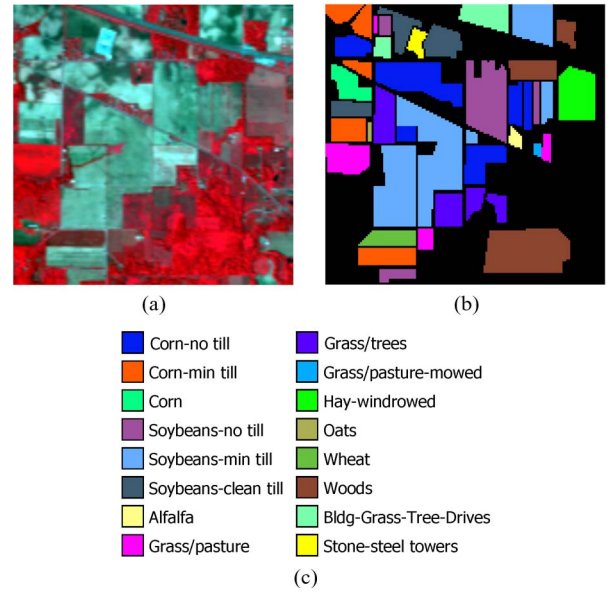 (a)
(b)
Corn-no till
Grass/trees
Corn-min till
Grass/pasture-mowed
Corn
Hay-windrowed
Soybeans-no till
Oats
Soybeans-min till
Wheat
Soybeans-clean till
Woods
Alfalfa
Bldg-Grass-Tree-Drives
Grass/pasture
Stone-steel towers
(c)